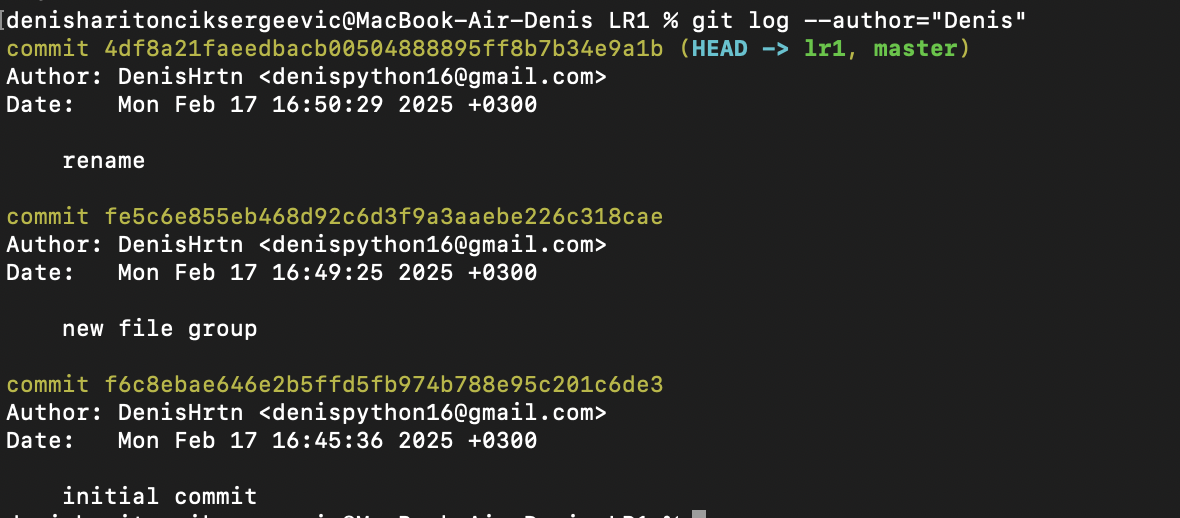 denisharitonciksergeevic@MacBook-Air-Denis LR1 % git log --author="Denis"
commit 4df8a21faeedbacb00504888895ff8b7b34e9a1b (HEAD -> lr1, master)
Author: DenisHrtn <denispython16@gmail.com>
Date:   Mon Feb 17 16:50:29 2025 +0300
rename
commit fe5c6e855eb468d92c6d3f9a3aaebe226c318cae
Author: DenisHrtn <denispython16@gmail.com>
Date:   Mon Feb 17 16:49:25 2025 +0300
new file group
commit f6c8ebae646e2b5ffd5fb974b788e95c201c6de3
Author: DenisHrtn <denispython16@gmail.com>
Date:   Mon Feb 17 16:45:36 2025 +0300
initial commit